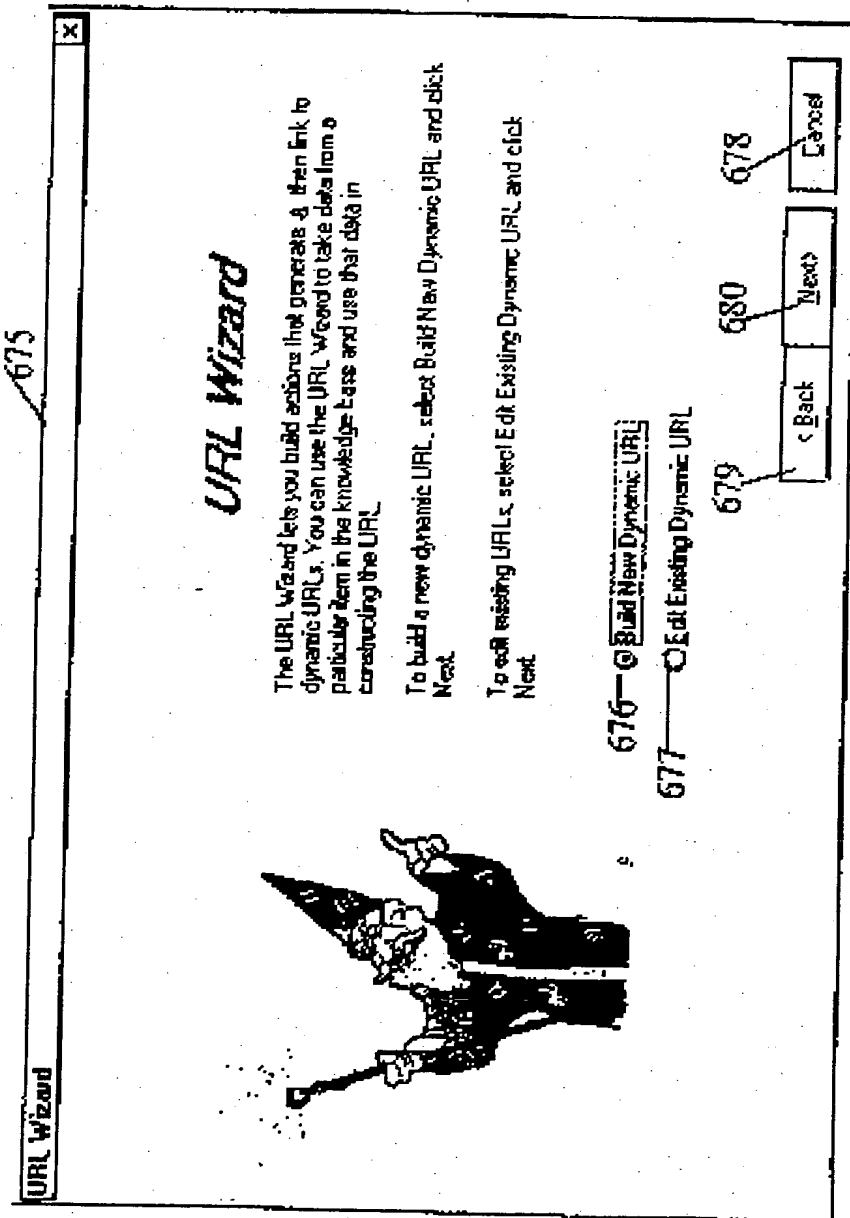 675
URL Wizard
x
URL Wizard
The URL Wizard lets you build actions that generate &, then link to
dynamic URLs. You can use the URL Wizard to take data from a
particular item in the knowledge base and use that data in
constructing the URL.
To build a new dynamic URL, select Build New Dynamic URL and click
Next.
To edit existing URLs, select Edit Existing Dynamic URL and click
Next.
676 Build New Dynamic URL
677 Edit Existing Dynamic URL
679 680 678
< Back Next> Cancel